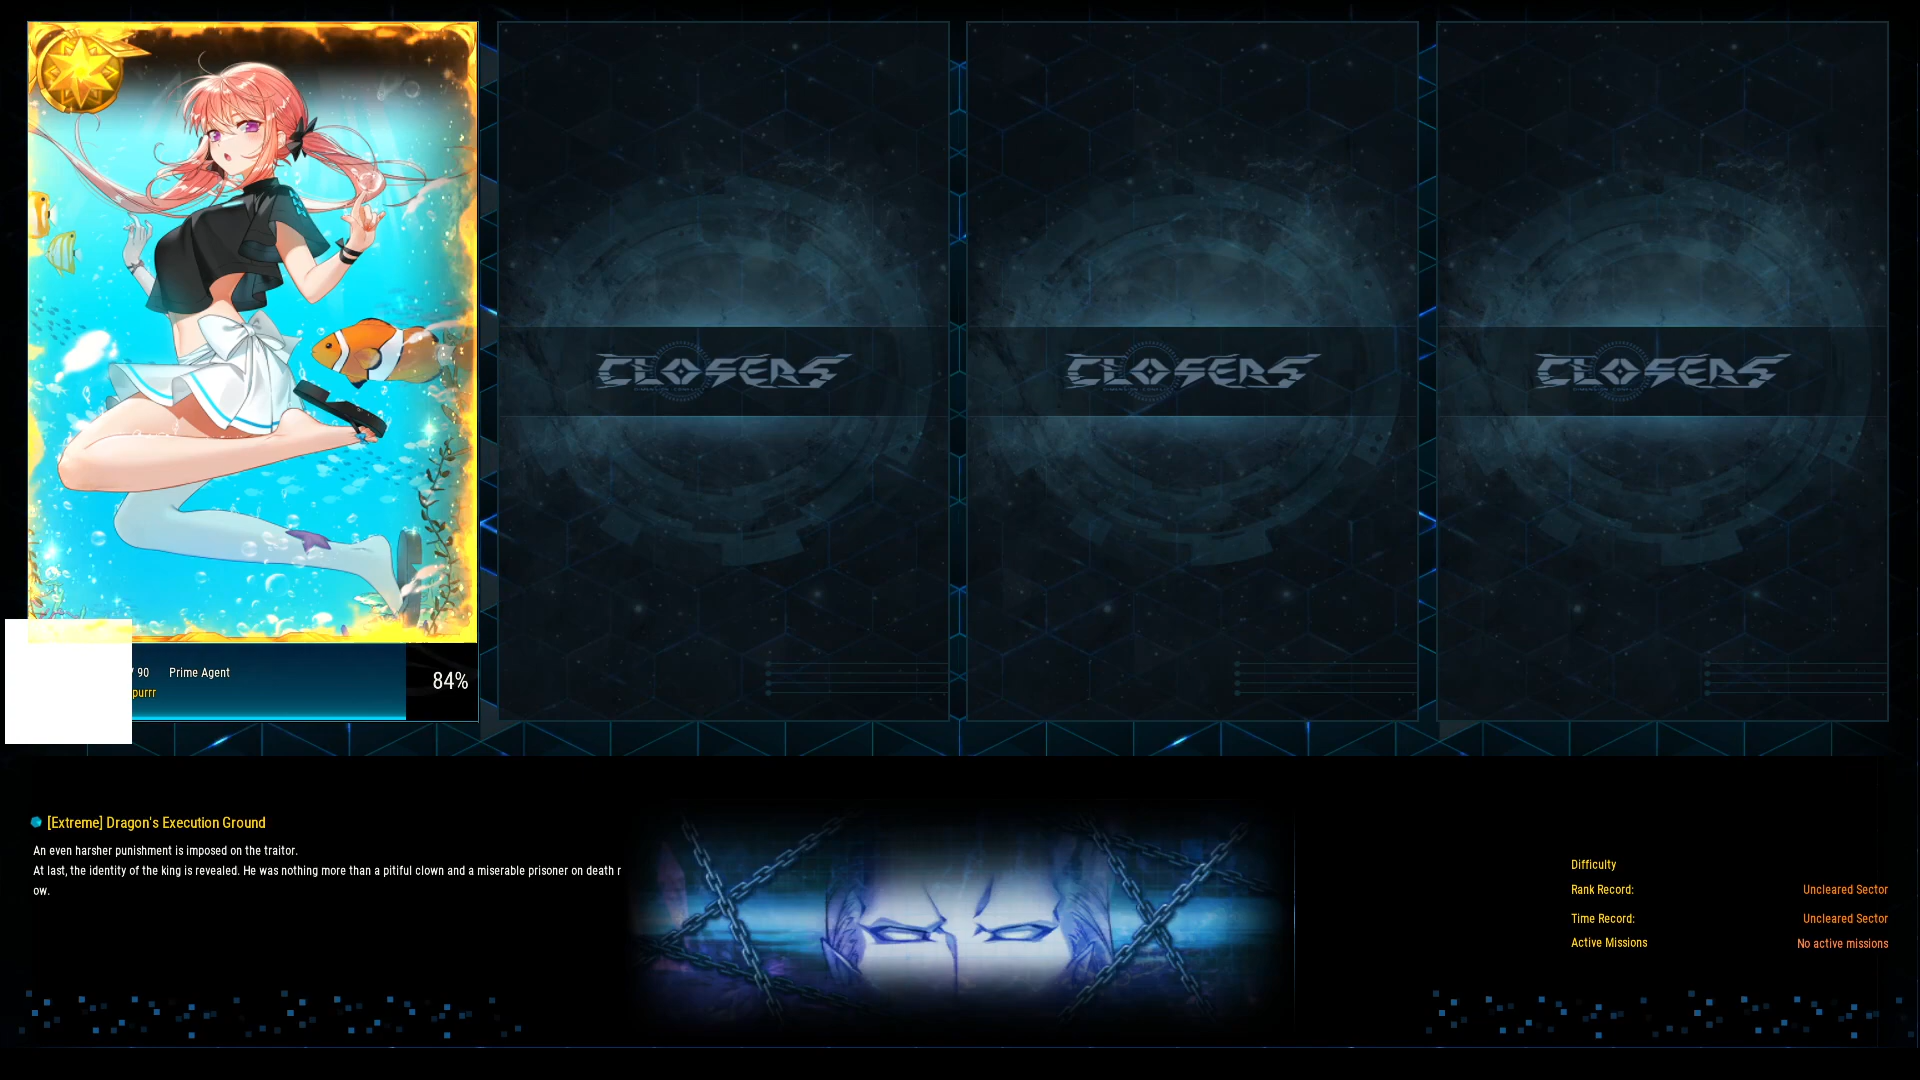 CLOSERS
CLOSERS
CLOSERS
/ 90 Prime Agent
purrr
84%
[Extreme] Dragon's Execution Ground
An even harsher punishment is imposed on the traitor.
At last, the identity of the king is revealed. He was nothing more than a pitiful clown and a miserable prisoner on death r
ow.
Difficulty
Rank Record: Uncleared Sector
Time Record: Uncleared Sector
Active Missions No active missions